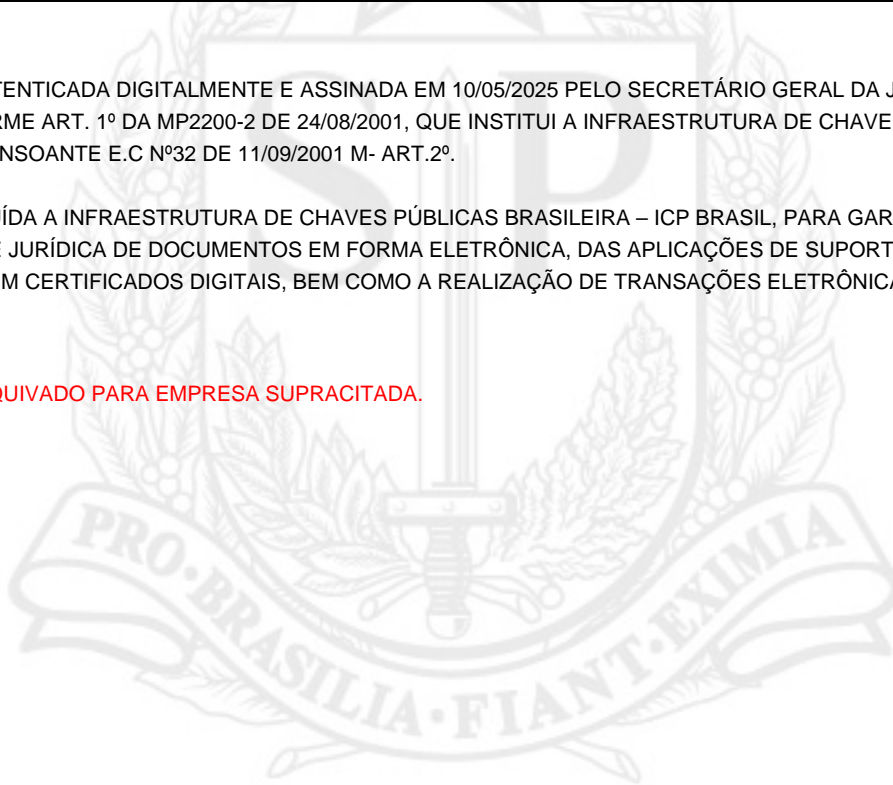 TENTICADA DIGITALMENTE E ASSINADA EM 10/05/2025 PELO SECRETÁRIO GERAL DA J
RME ART. 1º DA MP2200-2 DE 24/08/2001, QUE INSTITUI A INFRAESTRUTURA DE CHAVE
NSOANTE E.C Nº32 DE 11/09/2001 M- ART.2º.
ÍDA A INFRAESTRUTURA DE CHAVES PÚBLICAS BRASILEIRA – ICP BRASIL, PARA GAR
E JURÍDICA DE DOCUMENTOS EM FORMA ELETRÔNICA, DAS APLICAÇÕES DE SUPORT
M CERTIFICADOS DIGITAIS, BEM COMO A REALIZAÇÃO DE TRANSAÇÕES ELETRÔNICA
QUIVADO PARA EMPRESA SUPRACITADA.
SP
PRO·BRASILIA·FIANT·EXIMIA